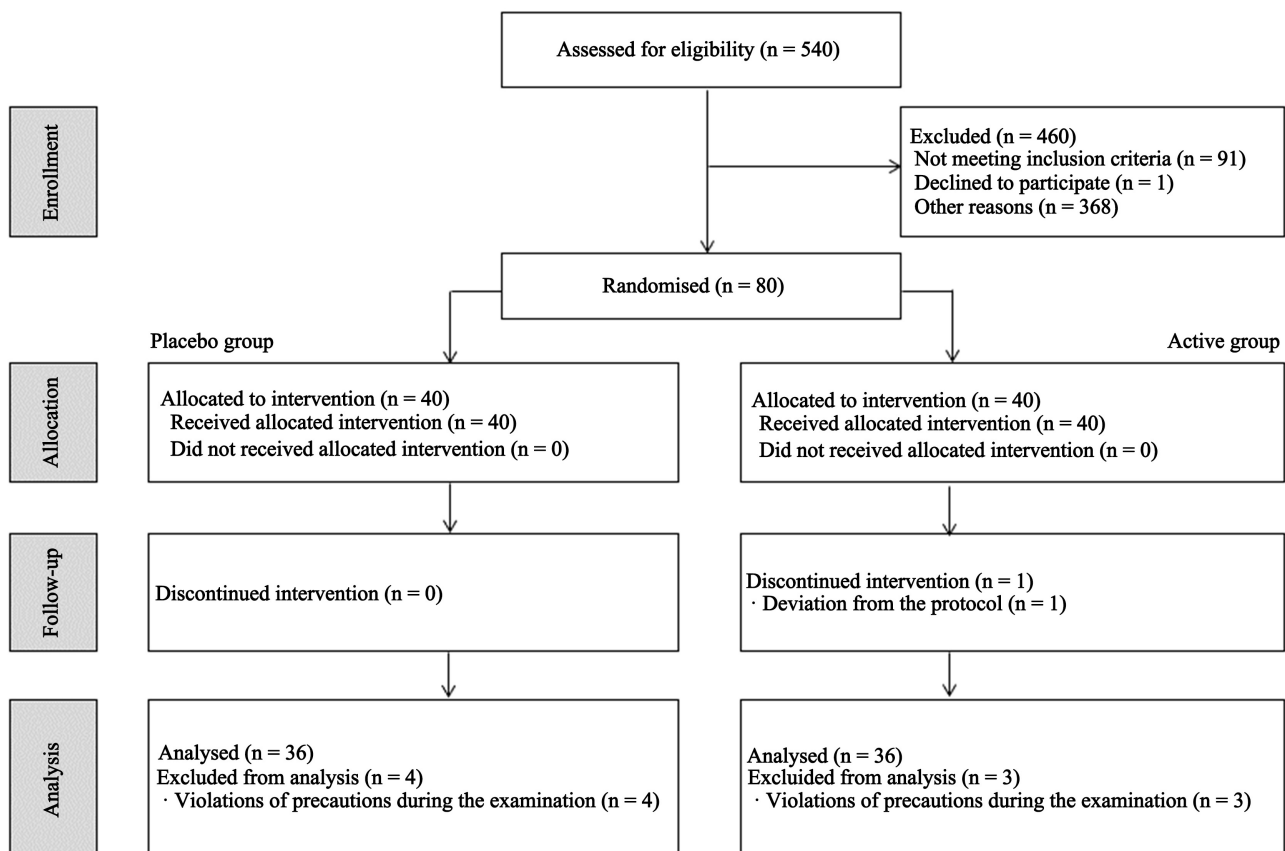 Assessed for eligibility (n = 540)
Enrollment
Excluded (n = 460)
Not meeting inclusion criteria (n = 91)
Declined to participate (n = 1)
Other reasons (n = 368)
Randomised (n = 80)
Placebo group
Active group
Allocation
Allocated to intervention (n = 40)
Received allocated intervention (n = 40)
Did not received allocated intervention (n = 0)
Allocated to intervention (n = 40)
Received allocated intervention (n = 40)
Did not received allocated intervention (n = 0)
Follow-up
Discontinued intervention (n = 0)
Discontinued intervention (n = 1)
· Deviation from the protocol (n = 1)
Analysis
Analysed (n = 36)
Excluded from analysis (n = 4)
· Violations of precautions during the examination (n = 4)
Analysed (n = 36)
Excluided from analysis (n = 3)
· Violations of precautions during the examination (n = 3)